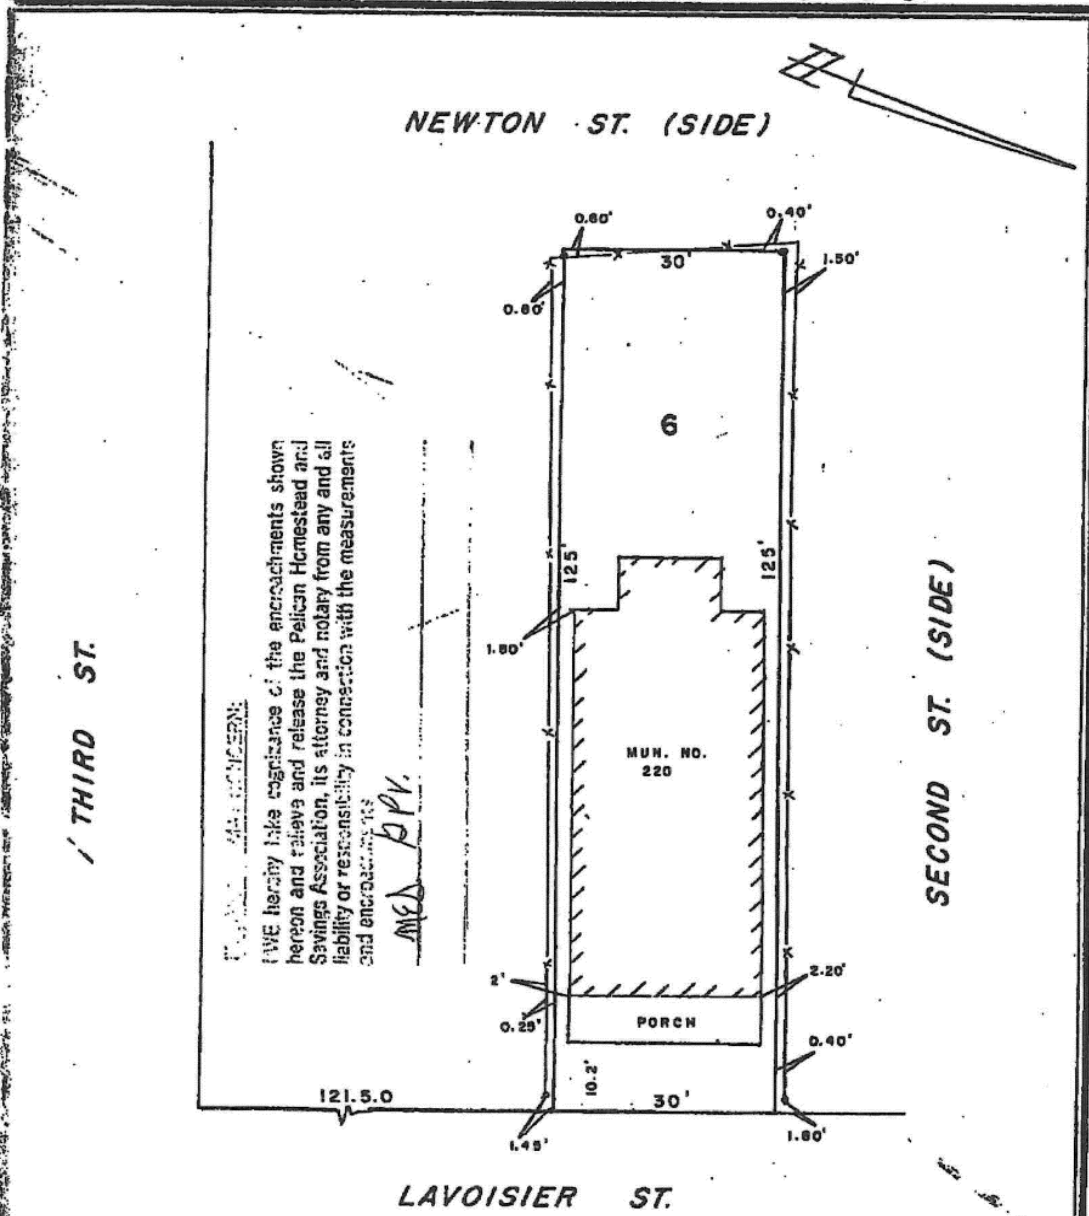 NEWTON ST. (SIDE)
0.60'
0.40'
30'
1.50'
0.60'
6
125'
125'
1.80'
MUN. NO.
220
THIRD ST.
SECOND ST. (SIDE)
I/WE hereby take cognizance of the encroachments shown
hereon and relieve and release the Pelican Homestead and
Savings Association, its attorney and notary from any and all
liability or responsibility in connection with the measurements
and encroachments
2'
2.20'
0.25'
PORCH
0.40'
10.2'
121.5.0
30'
1.45'
1.60'
LAVOISIER ST.